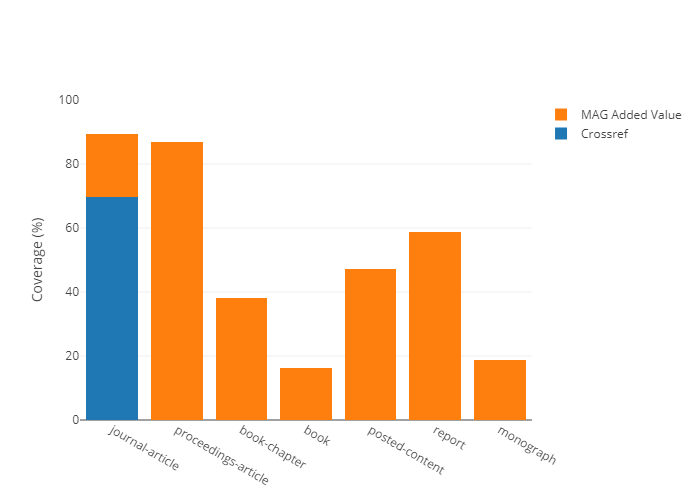 MAG Added Value
Crossref
Coverage (%)
100
80
60
40
20
0
journal-article
proceedings-article
book-chapter
book
posted-content
report
monograph